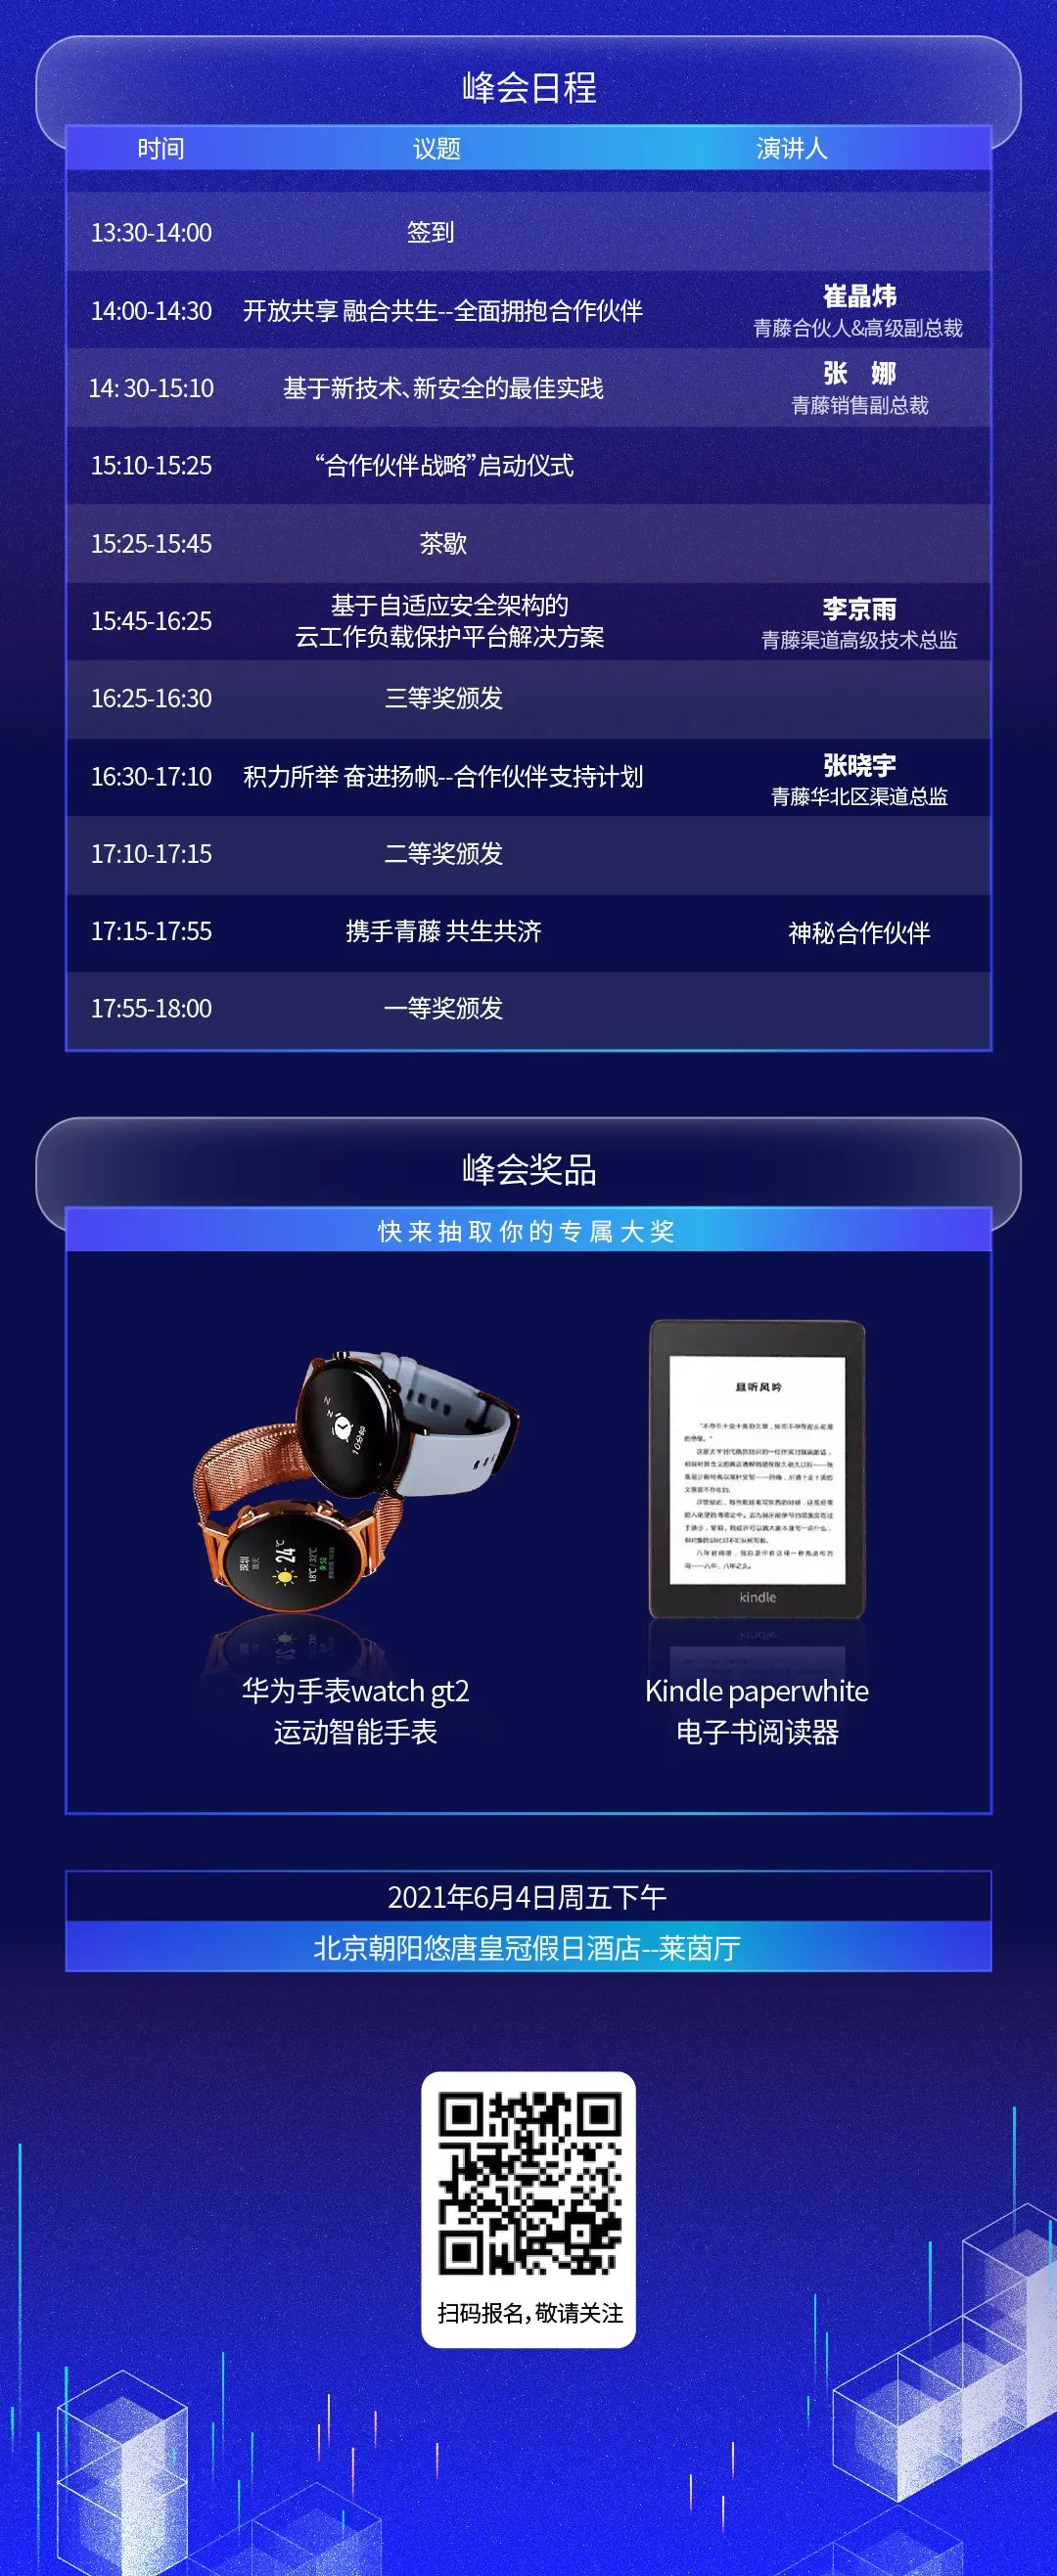 峰会日程
时间 议题 演讲人
13:30-14:00 签到
14:00-14:30 开放共享 融合共生--全面拥抱合作伙伴 崔晶炜
青藤合伙人&高级副总裁
14: 30-15:10 基于新技术、新安全的最佳实践 张 娜
青藤销售副总裁
15:10-15:25 “合作伙伴战略”启动仪式
15:25-15:45 茶歇
15:45-16:25 基于自适应安全架构的
云工作负载保护平台解决方案 李京雨
青藤渠道高级技术总监
16:25-16:30 三等奖颁发
16:30-17:10 积力所举 奋进扬帆--合作伙伴支持计划 张晓宇
青藤华北区渠道总监
17:10-17:15 二等奖颁发
17:15-17:55 携手青藤 共生共济 神秘合作伙伴
17:55-18:00 一等奖颁发
峰会奖品
快来抽取你的专属大奖
10分钟
深圳
24℃
18℃/32℃
且听风吟
kindle
华为手表watch gt2
运动智能手表
Kindle paperwhite
电子书阅读器
2021年6月4日周五下午
北京朝阳悠唐皇冠假日酒店--莱茵厅
扫码报名，敬请关注